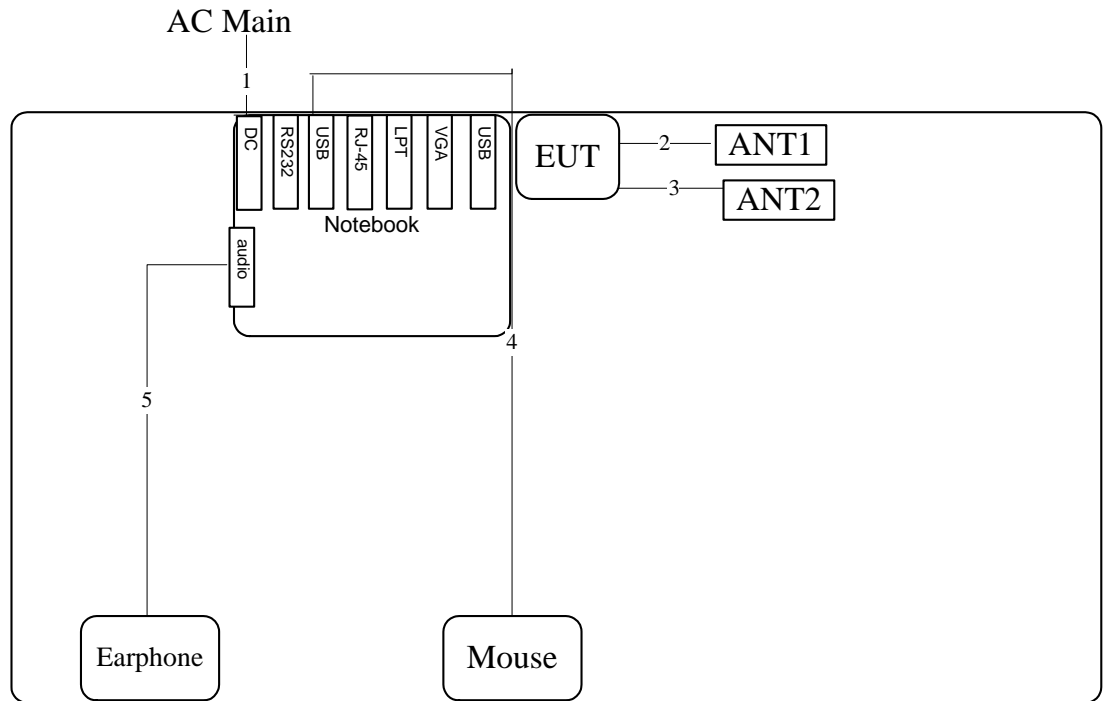 AC Main
1
DC
RS232
USB
RJ-45
LPT
VGA
USB
EUT
2
ANT1
3
ANT2
Notebook
audio
4
5
Earphone
Mouse